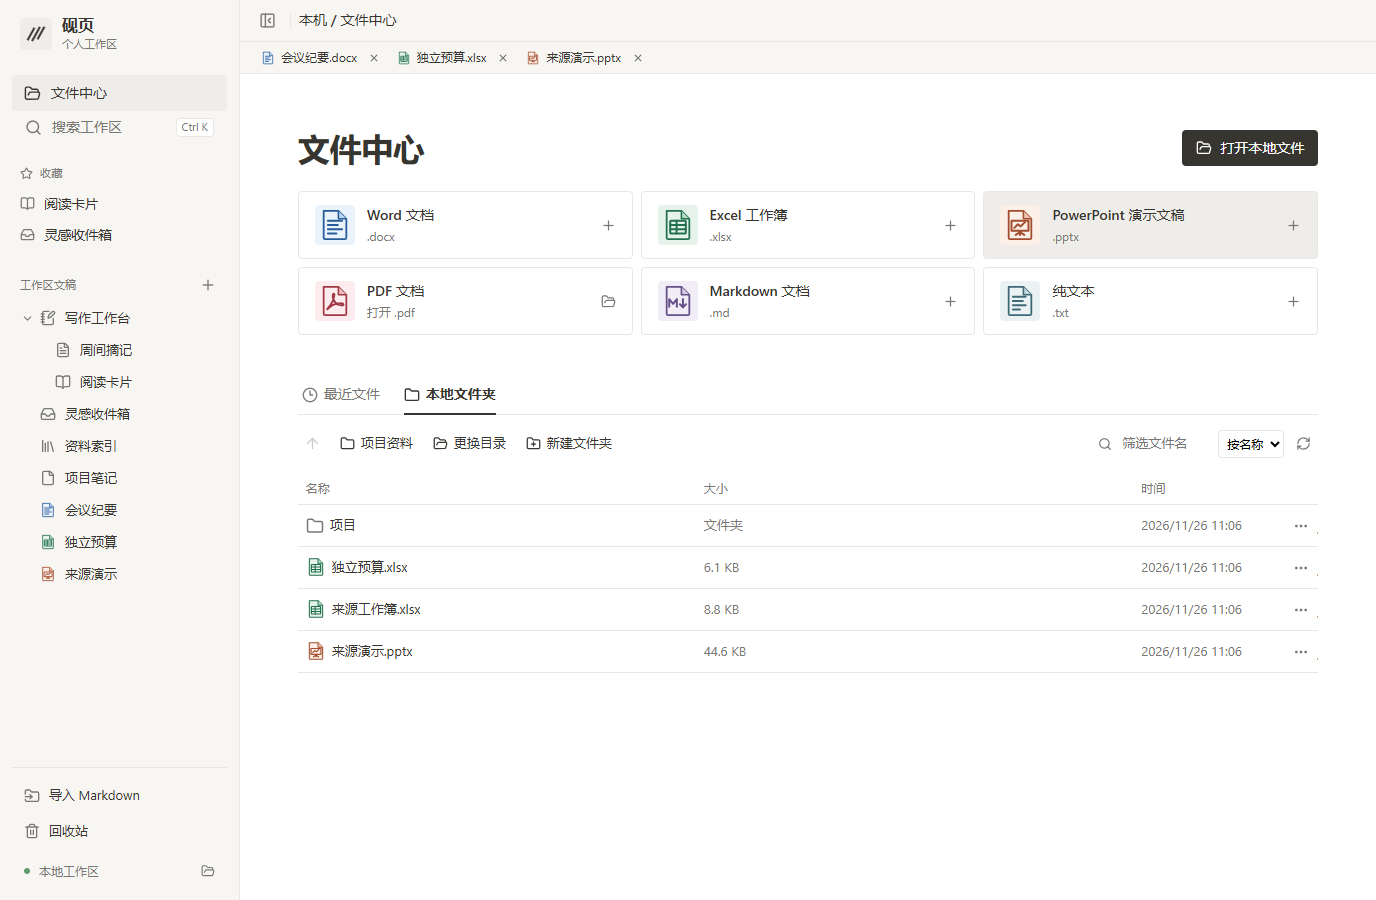 砚页
个人工作区
文件中心
搜索工作区 Ctrl K
收藏
阅读卡片
灵感收件箱
工作区文稿
写作工作台
周间摘记
阅读卡片
灵感收件箱
资料索引
项目笔记
会议纪要
独立预算
来源演示
导入 Markdown
回收站
本地工作区
本机 / 文件中心
会议纪要.docx 独立预算.xlsx 来源演示.pptx
文件中心
打开本地文件
Word 文档
.docx
Excel 工作簿
.xlsx
PowerPoint 演示文稿
.pptx
PDF 文档
打开 .pdf
Markdown 文档
.md
纯文本
.txt
最近文件 本地文件夹
项目资料 更换目录 新建文件夹 筛选文件名 按名称
名称 大小 时间
项目 文件夹 2026/11/26 11:06
独立预算.xlsx 6.1 KB 2026/11/26 11:06
来源工作簿.xlsx 8.8 KB 2026/11/26 11:06
来源演示.pptx 44.6 KB 2026/11/26 11:06